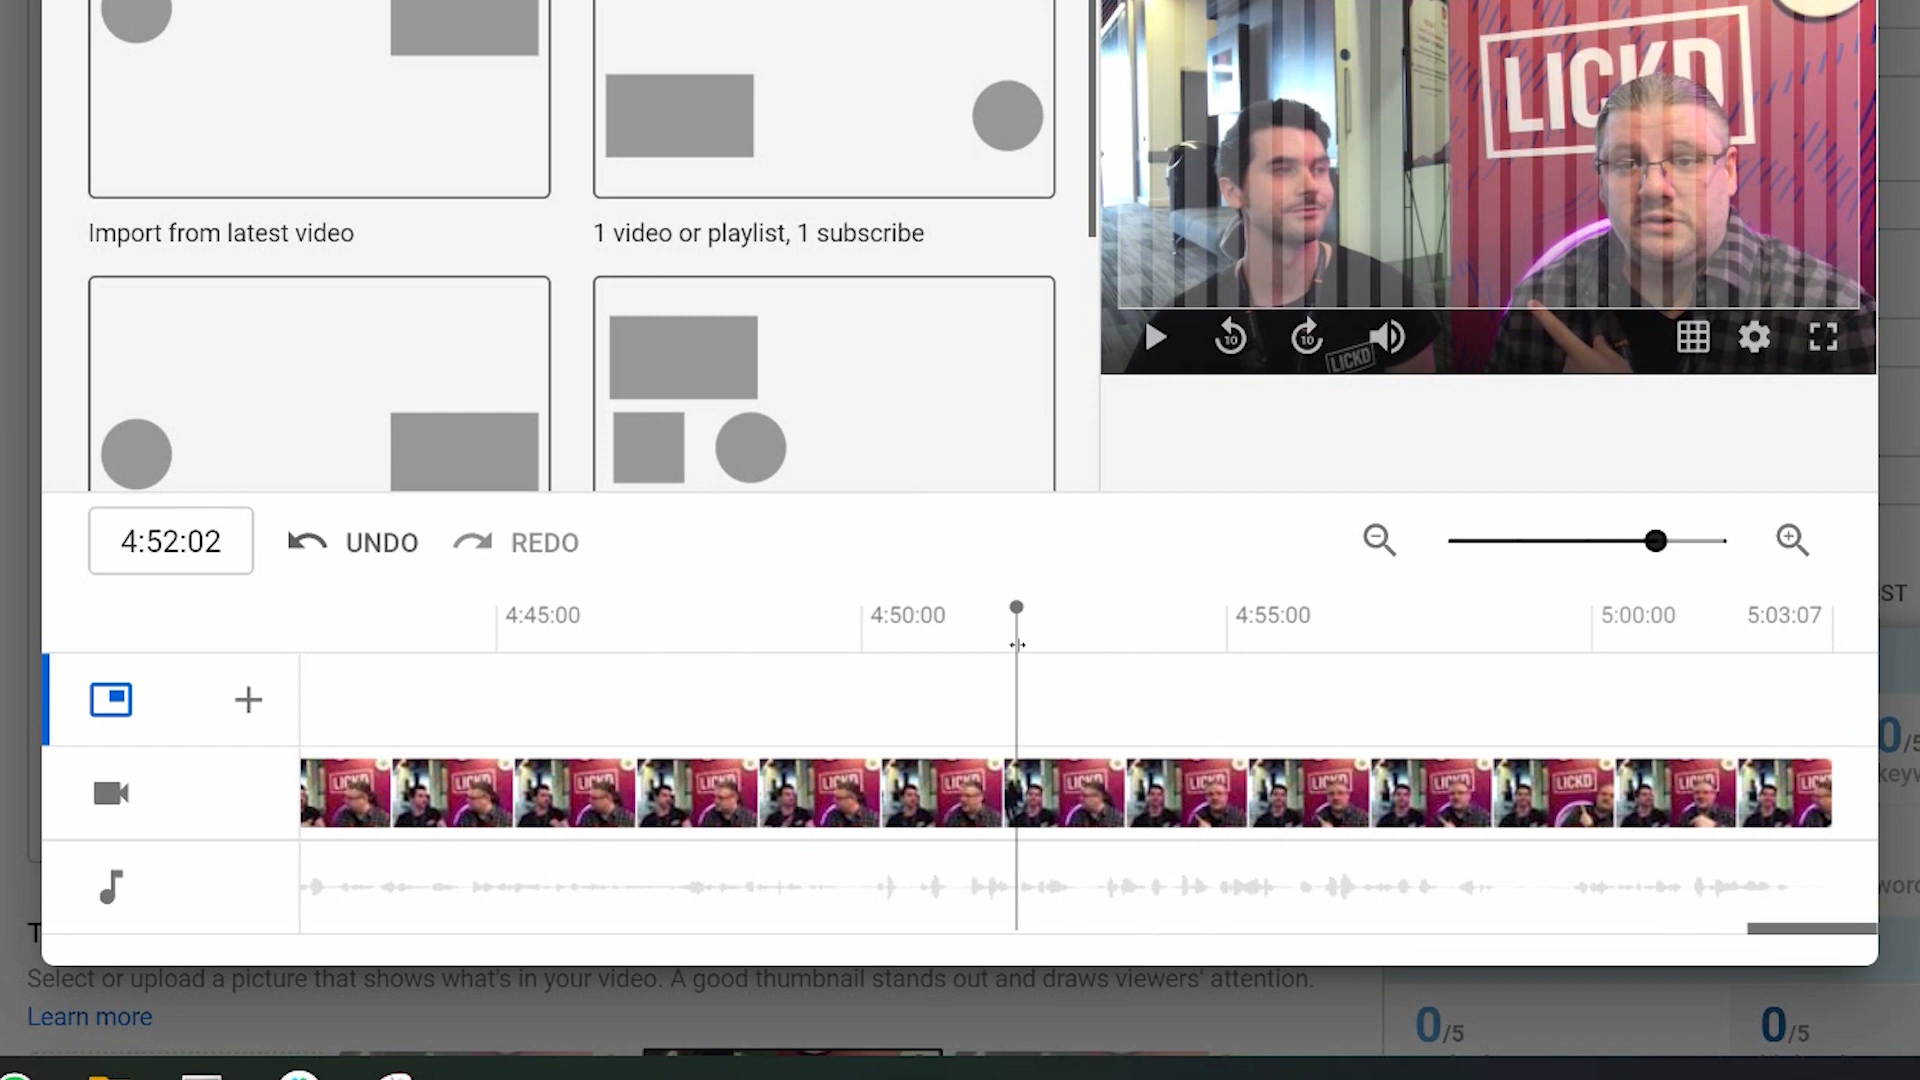 LICKD
Import from latest video
1 video or playlist, 1 subscribe
10
10
LICKD
4:52:02
UNDO
REDO
4:45:00
4:50:00
4:55:00
5:00:00
5:03:07
ST
0/5
LICKD
T
Select or upload a picture that shows what's in your video. A good thumbnail stands out and draws viewers' attention.
Learn more
0/5
0/5